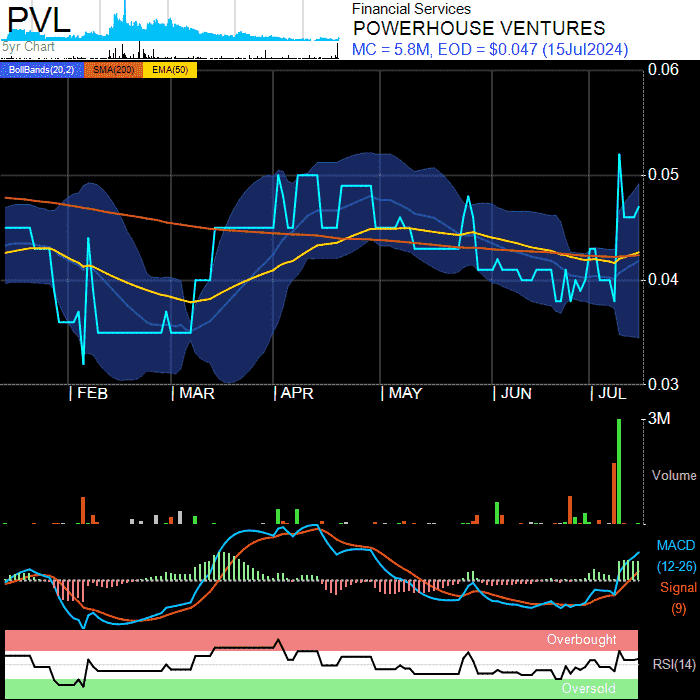 PVL
5yr Chart
Financial Services
POWERHOUSE VENTURES
MC = 5.8M, EOD = $0.047 (15Jul2024)
BollBands(20,2) SMA(200) EMA(50)
0.06
0.05
0.04
0.03
FEB MAR APR MAY JUN JUL
3M
Volume
MACD
(12-26)
Signal
(9)
Overbought
RSI(14)
Oversold